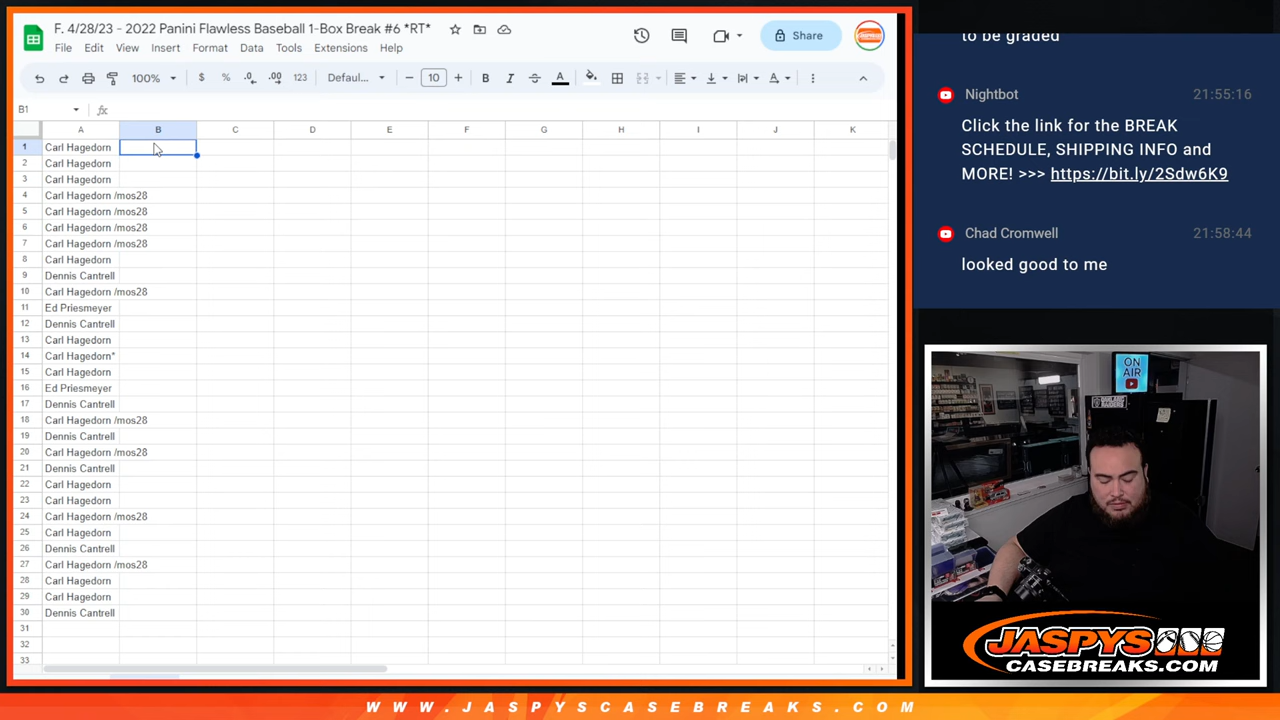 F. 4/28/23 - 2022 Panini Flawless Baseball 1-Box Break #6 *RT*
File Edit View Insert Format Data Tools Extensions Help
Share
100% $ % .0 .00 123 Defaul... 10 B I S A
B1 fx
A B C D E F G H I J K
1 Carl Hagedorn
2 Carl Hagedorn
3 Carl Hagedorn
4 Carl Hagedorn /mos28
5 Carl Hagedorn /mos28
6 Carl Hagedorn /mos28
7 Carl Hagedorn /mos28
8 Carl Hagedorn
9 Dennis Cantrell
10 Carl Hagedorn /mos28
11 Ed Priesmeyer
12 Dennis Cantrell
13 Carl Hagedorn
14 Carl Hagedorn*
15 Carl Hagedorn
16 Ed Priesmeyer
17 Dennis Cantrell
18 Carl Hagedorn /mos28
19 Dennis Cantrell
20 Carl Hagedorn /mos28
21 Dennis Cantrell
22 Carl Hagedorn
23 Carl Hagedorn
24 Carl Hagedorn /mos28
25 Carl Hagedorn
26 Dennis Cantrell
27 Carl Hagedorn /mos28
28 Carl Hagedorn
29 Carl Hagedorn
30 Dennis Cantrell
31
32
33
to be graded
Nightbot 21:55:16
Click the link for the BREAK
SCHEDULE, SHIPPING INFO and
MORE! >>> https://bit.ly/2Sdw6K9
Chad Cromwell 21:58:44
looked good to me
ON
AIR
JASPYS
CASEBREAKS.COM
WWW.JASPYSCASEBREAKS.COM